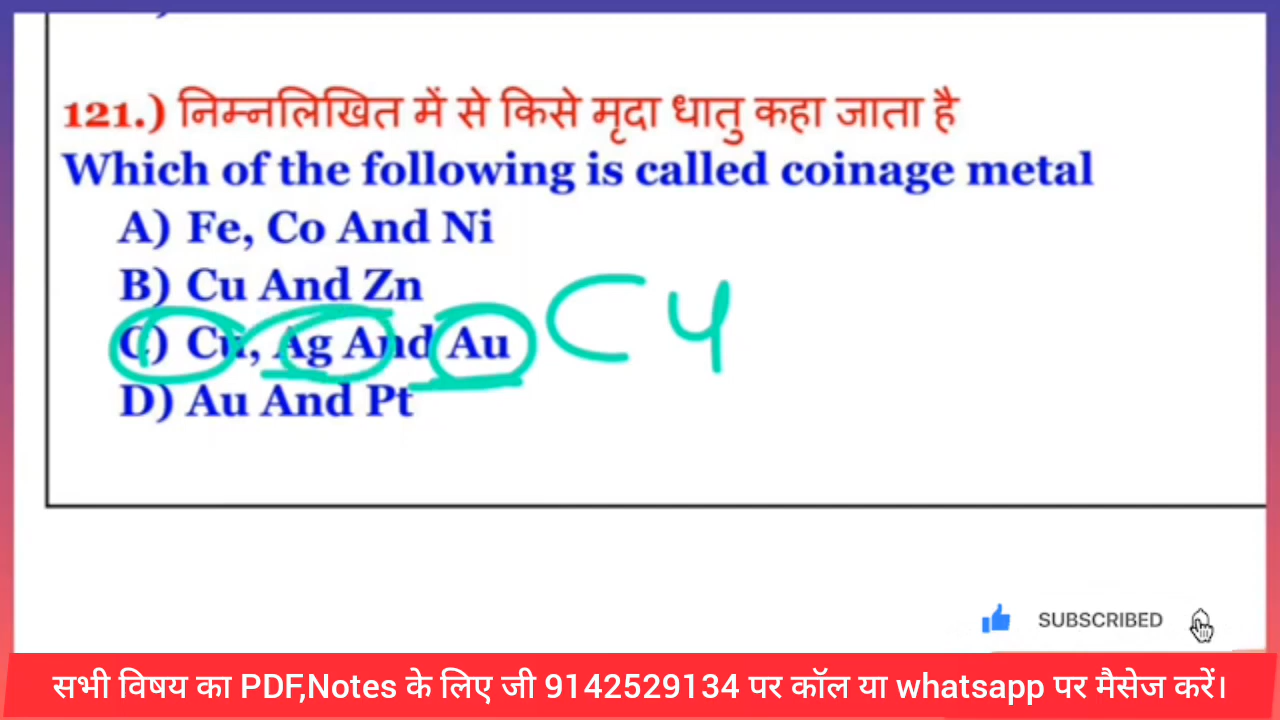 121.) निम्नलिखित में से किसे मृदा धातु कहा जाता है
Which of the following is called coinage metal
A) Fe, Co And Ni
B) Cu And Zn
C) Cu, Ag And Au
Cu
D) Au And Pt
SUBSCRIBED
सभी विषय का PDF,Notes के लिए जी 9142529134 पर कॉल या whatsapp पर मैसेज करें।